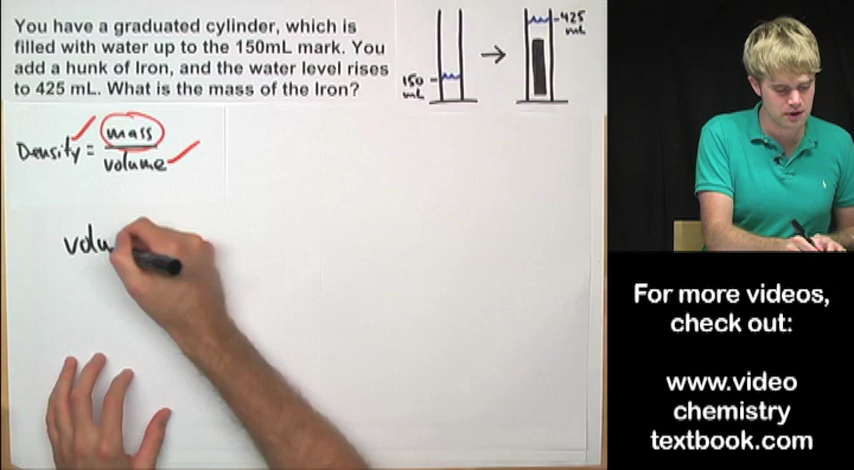 You have a graduated cylinder, which is
filled with water up to the 150mL mark. You
add a hunk of Iron, and the water level rises
to 425 mL. What is the mass of the Iron?
150
mL
425
mL
Density = mass
volume
volu
For more videos,
check out:
www.video
chemistry
textbook.com